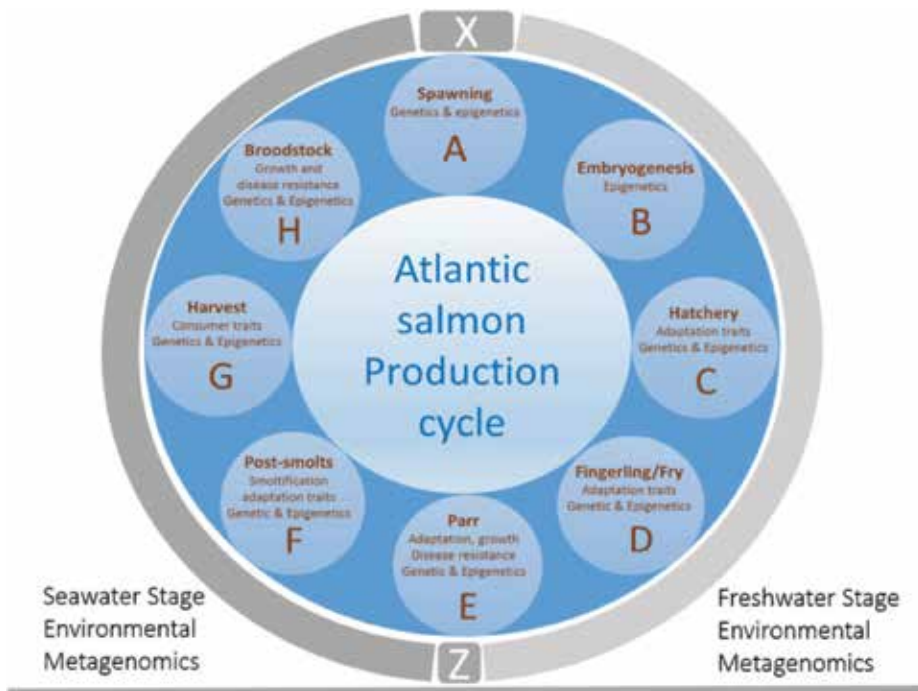 X
Spawning
Genetics & epigenetics
A
Embryogenesis
Epigenetics
B
Hatchery
Adaptation traits
Genetics & Epigenetics
C
Fingerling/Fry
Adaptation traits
Genetic & Epigenetics
D
Parr
Adaptation, growth
Disease resistance
Genetic & Epigenetics
E
Post-smolts
Smoltification
adaptation traits
Genetic & Epigenetics
F
Harvest
Consumer traits
Genetics & Epigenetics
G
Broodstock
Growth and
disease resistance
Genetics & Epigenetics
H
Atlantic
salmon
Production
cycle
Z
Seawater Stage
Environmental
Metagenomics
Freshwater Stage
Environmental
Metagenomics